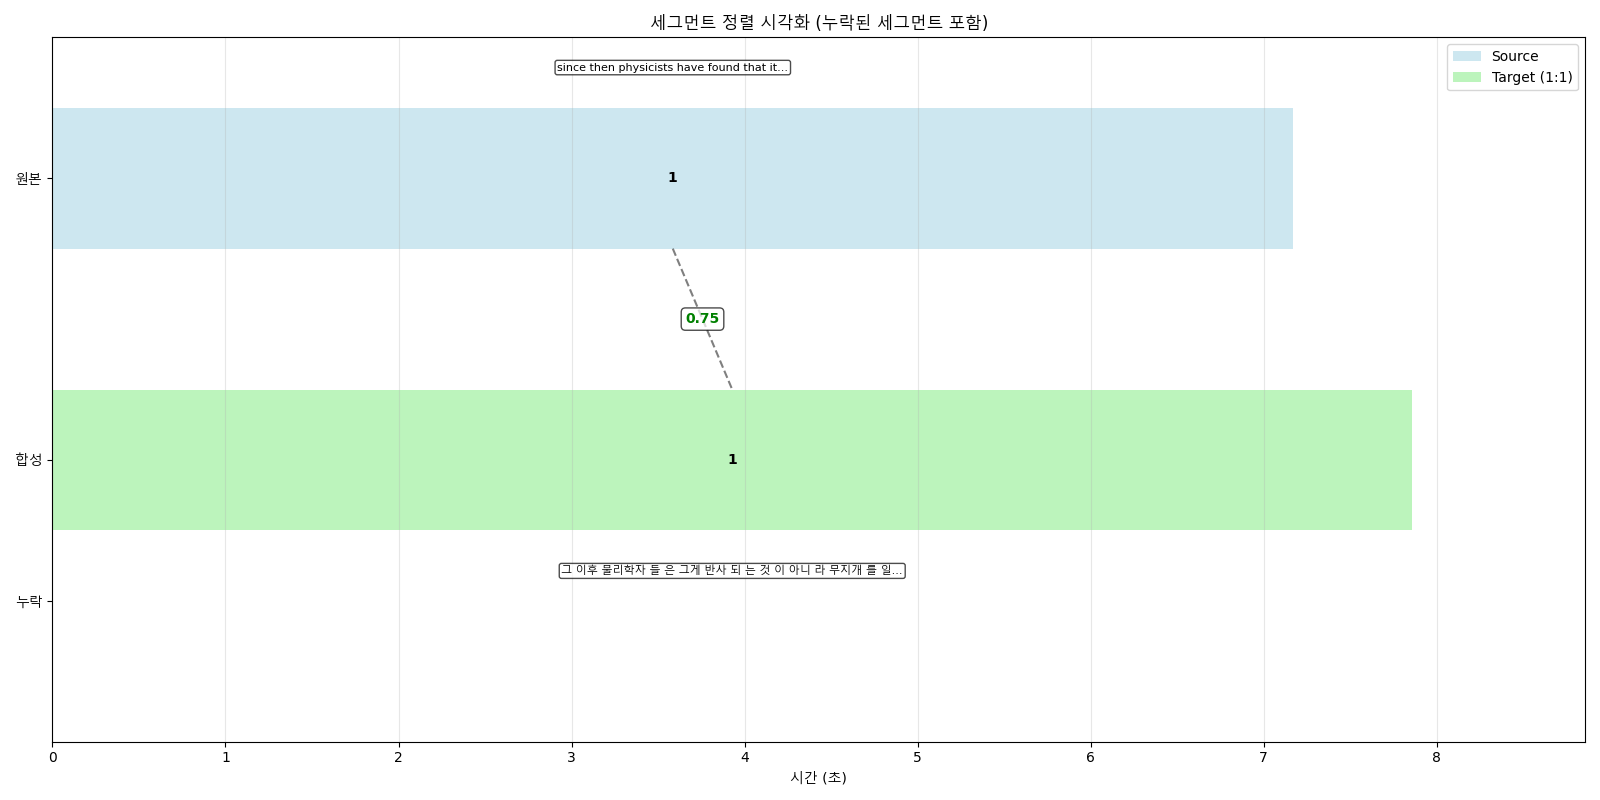 세그먼트 정렬 시각화 (누락된 세그먼트 포함)
Source
Target (1:1)
since then physicists have found that it...
원본
1
0.75
합성
1
그 이후 물리학자 들 은 그게 반사 되 는 것 이 아니 라 무지개 를 일...
누락
0 1 2 3 4 5 6 7 8
시간 (초)